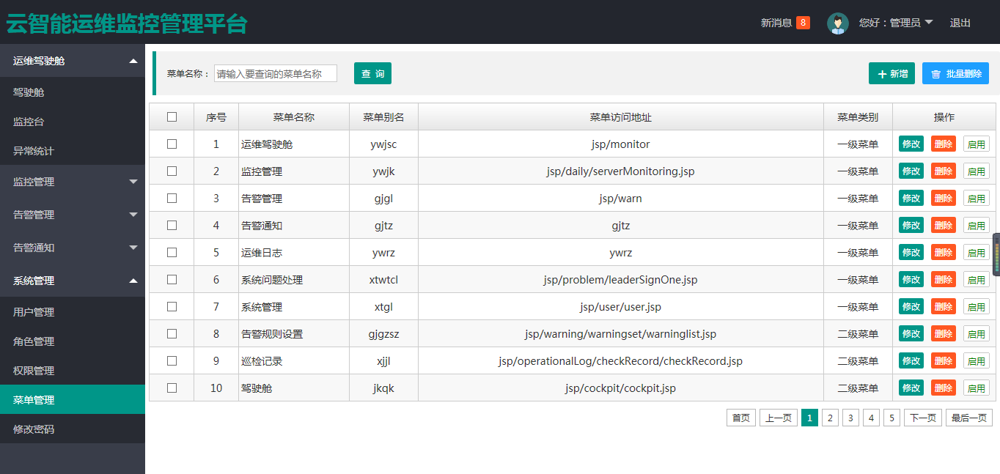 云智能运维监控管理平台
新消息 8 您好：管理员 退出
运维驾驶舱
驾驶舱
监控台
异常统计
监控管理
告警管理
告警通知
系统管理
用户管理
角色管理
权限管理
菜单管理
修改密码
菜单名称： 请输入要查询的菜单名称 查 询 新增 批量删除
序号 菜单名称 菜单别名 菜单访问地址 菜单类别 操作
1 运维驾驶舱 ywjsc jsp/monitor 一级菜单 修改 删除 启用
2 监控管理 ywjk jsp/daily/serverMonitoring.jsp 一级菜单 修改 删除 启用
3 告警管理 gjgl jsp/warn 一级菜单 修改 删除 启用
4 告警通知 gjtz gjtz 一级菜单 修改 删除 启用
5 运维日志 ywrz ywrz 一级菜单 修改 删除 启用
6 系统问题处理 xtwtcl jsp/problem/leaderSignOne.jsp 一级菜单 修改 删除 启用
7 系统管理 xtgl jsp/user/user.jsp 一级菜单 修改 删除 启用
8 告警规则设置 gjgzsz jsp/warning/warningset/warninglist.jsp 二级菜单 修改 删除 启用
9 巡检记录 xjjl jsp/operationalLog/checkRecord/checkRecord.jsp 二级菜单 修改 删除 启用
10 驾驶舱 jkqk jsp/cockpit/cockpit.jsp 二级菜单 修改 删除 启用
首页 上一页 1 2 3 4 5 下一页 最后一页